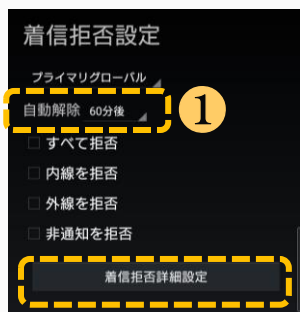 着信拒否設定
プライマリグローバル
自動解除 60分後
1
すべて拒否
内線を拒否
外線を拒否
非通知を拒否
着信拒否詳細設定